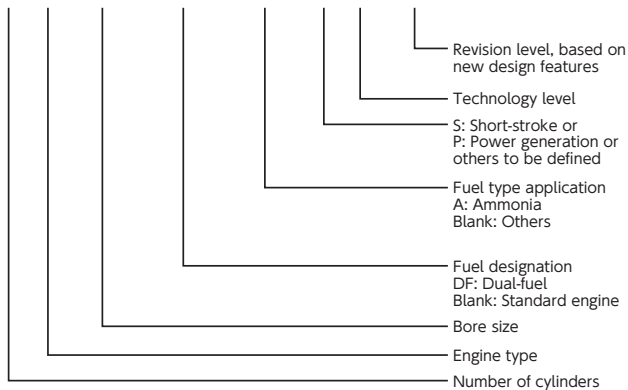 Revision level, based on
new design features
Technology level
S: Short-stroke or
P: Power generation or
others to be defined
Fuel type application
A: Ammonia
Blank: Others
Fuel designation
DF: Dual-fuel
Blank: Standard engine
Bore size
Engine type
Number of cylinders